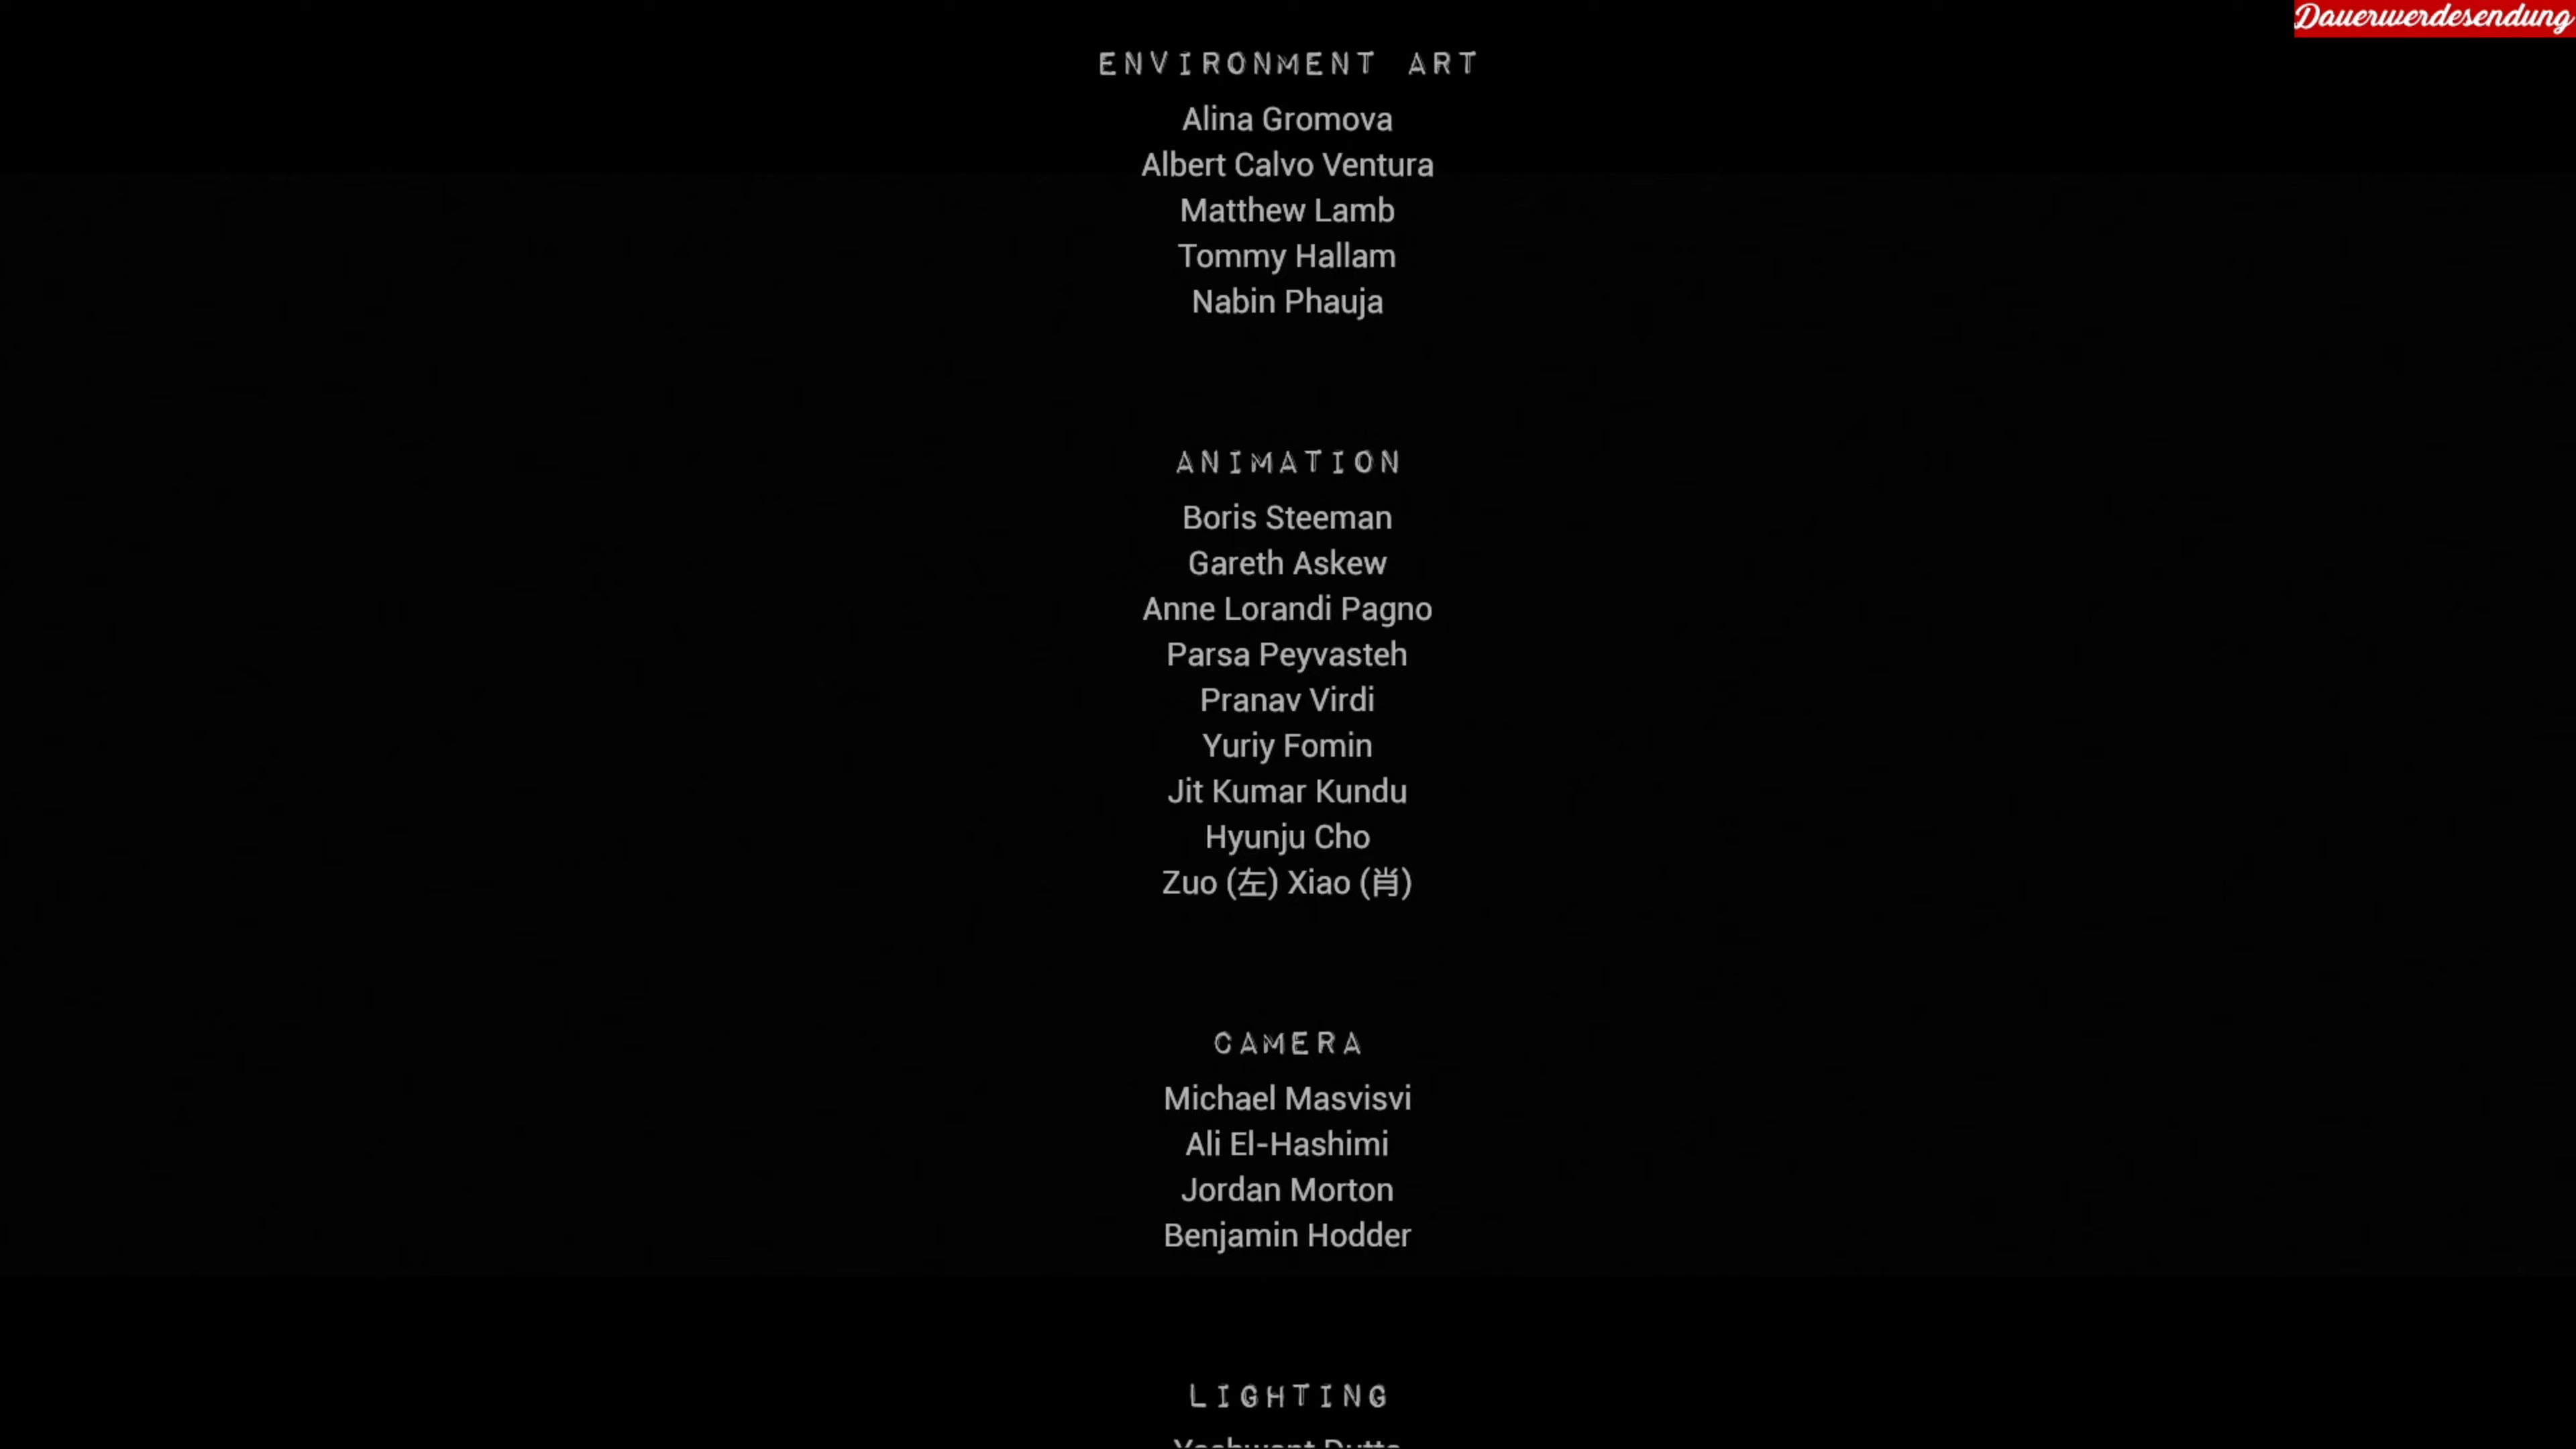 Dauerwerdesendung
ENVIRONMENT ART
Alina Gromova
Albert Calvo Ventura
Matthew Lamb
Tommy Hallam
Nabin Phauja
ANIMATION
Boris Steeman
Gareth Askew
Anne Lorandi Pagno
Parsa Peyvasteh
Pranav Virdi
Yuriy Fomin
Jit Kumar Kundu
Hyunju Cho
Zuo (左) Xiao (肖)
CAMERA
Michael Masvisvi
Ali El-Hashimi
Jordan Morton
Benjamin Hodder
LIGHTING